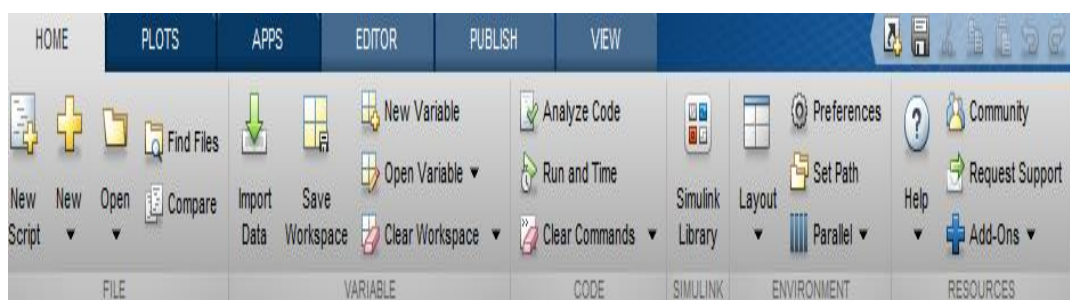 HOME PLOTS APPS EDITOR PUBLISH VIEW
New Script
New
Open
Find Files
Compare
FILE
Import Data
Save Workspace
New Variable
Open Variable
Clear Workspace
VARIABLE
Analyze Code
Run and Time
Clear Commands
CODE
Simulink Library
SIMULINK
Layout
Preferences
Set Path
Parallel
ENVIRONMENT
Help
Community
Request Support
Add-Ons
RESOURCES